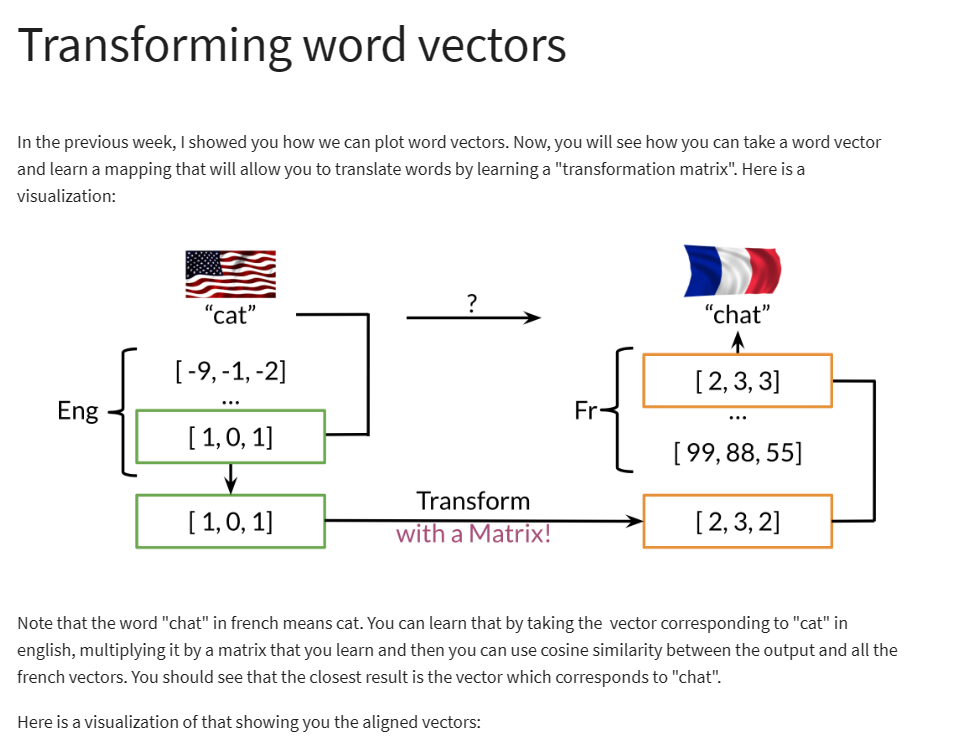 Transforming word vectors
In the previous week, I showed you how we can plot word vectors. Now, you will see how you can take a word vector
and learn a mapping that will allow you to translate words by learning a "transformation matrix". Here is a
visualization:
“cat”
?
“chat”
Eng
[ -9, -1, -2]
...
[ 1, 0, 1]
[ 1, 0, 1]
Transform
with a Matrix!
Fr
[ 2, 3, 3]
...
[ 99, 88, 55]
[ 2, 3, 2]
Note that the word "chat" in french means cat. You can learn that by taking the  vector corresponding to "cat" in
english, multiplying it by a matrix that you learn and then you can use cosine similarity between the output and all the
french vectors. You should see that the closest result is the vector which corresponds to "chat".
Here is a visualization of that showing you the aligned vectors: